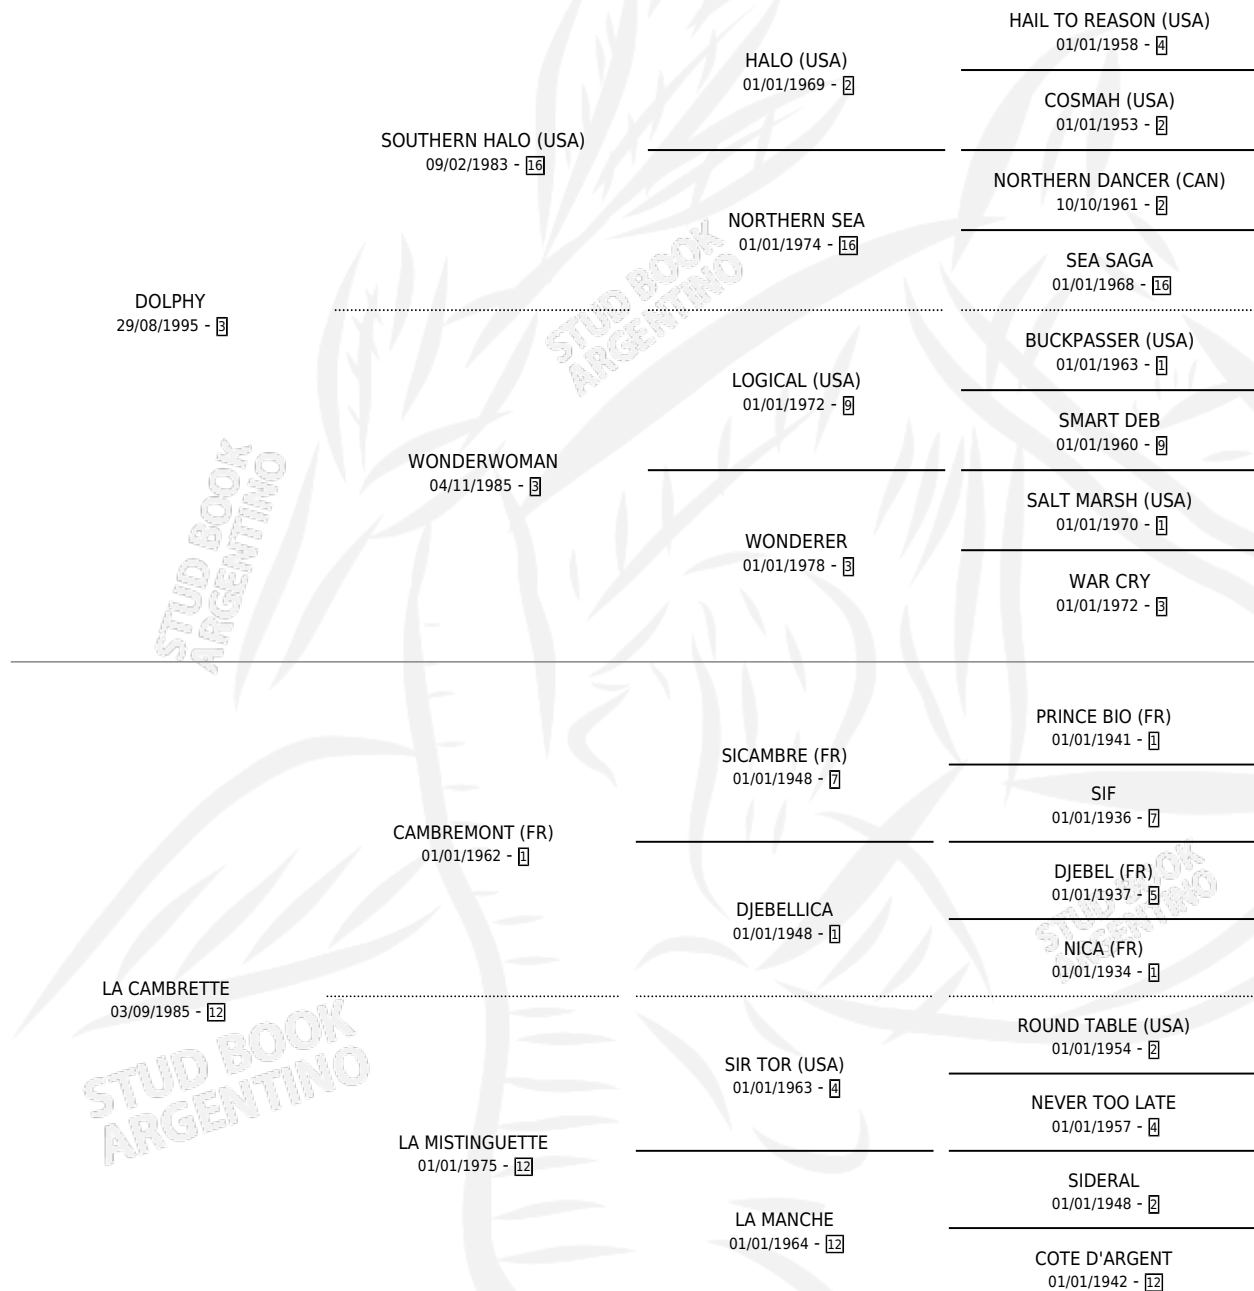 HAIL TO REASON (USA)
01/01/1958 - 4
HALO (USA)
01/01/1969 - 2
COSMAH (USA)
01/01/1953 - 2
SOUTHERN HALO (USA)
09/02/1983 - 16
NORTHERN DANCER (CAN)
10/10/1961 - 2
NORTHERN SEA
01/01/1974 - 16
SEA SAGA
01/01/1968 - 16
DOLPHY
29/08/1995 - 3
BUCKPASSER (USA)
01/01/1963 - 1
LOGICAL (USA)
01/01/1972 - 9
SMART DEB
01/01/1960 - 9
WONDERWOMAN
04/11/1985 - 3
SALT MARSH (USA)
01/01/1970 - 1
WONDERER
01/01/1978 - 3
WAR CRY
01/01/1972 - 3
PRINCE BIO (FR)
01/01/1941 - 1
SICAMBRE (FR)
01/01/1948 - 7
SIF
01/01/1936 - 7
CAMBREMONT (FR)
01/01/1962 - 1
DJEBEL (FR)
01/01/1937 - 5
DJEBELLICA
01/01/1948 - 1
NICA (FR)
01/01/1934 - 1
LA CAMBRETTE
03/09/1985 - 12
ROUND TABLE (USA)
01/01/1954 - 2
SIR TOR (USA)
01/01/1963 - 4
NEVER TOO LATE
01/01/1957 - 4
LA MISTINGUETTE
01/01/1975 - 12
SIDERAL
01/01/1948 - 2
LA MANCHE
01/01/1964 - 12
COTE D'ARGENT
01/01/1942 - 12
STUD BOOK
ARGENTINO
STUD BOOK
ARGENTINO
STUD BOOK
ARGENTINO
STUD BOOK
ARGENTINO